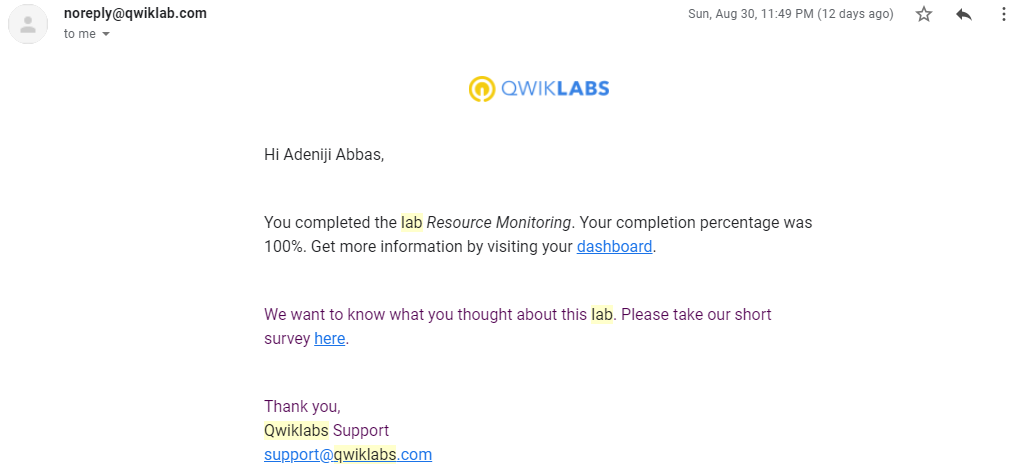 noreply@qwiklab.com
Sun, Aug 30, 11:49 PM (12 days ago)
to me
QWIKLABS
Hi Adeniji Abbas,
You completed the lab Resource Monitoring. Your completion percentage was
100%. Get more information by visiting your dashboard.
We want to know what you thought about this lab. Please take our short
survey here.
Thank you,
Qwiklabs Support
support@qwiklabs.com